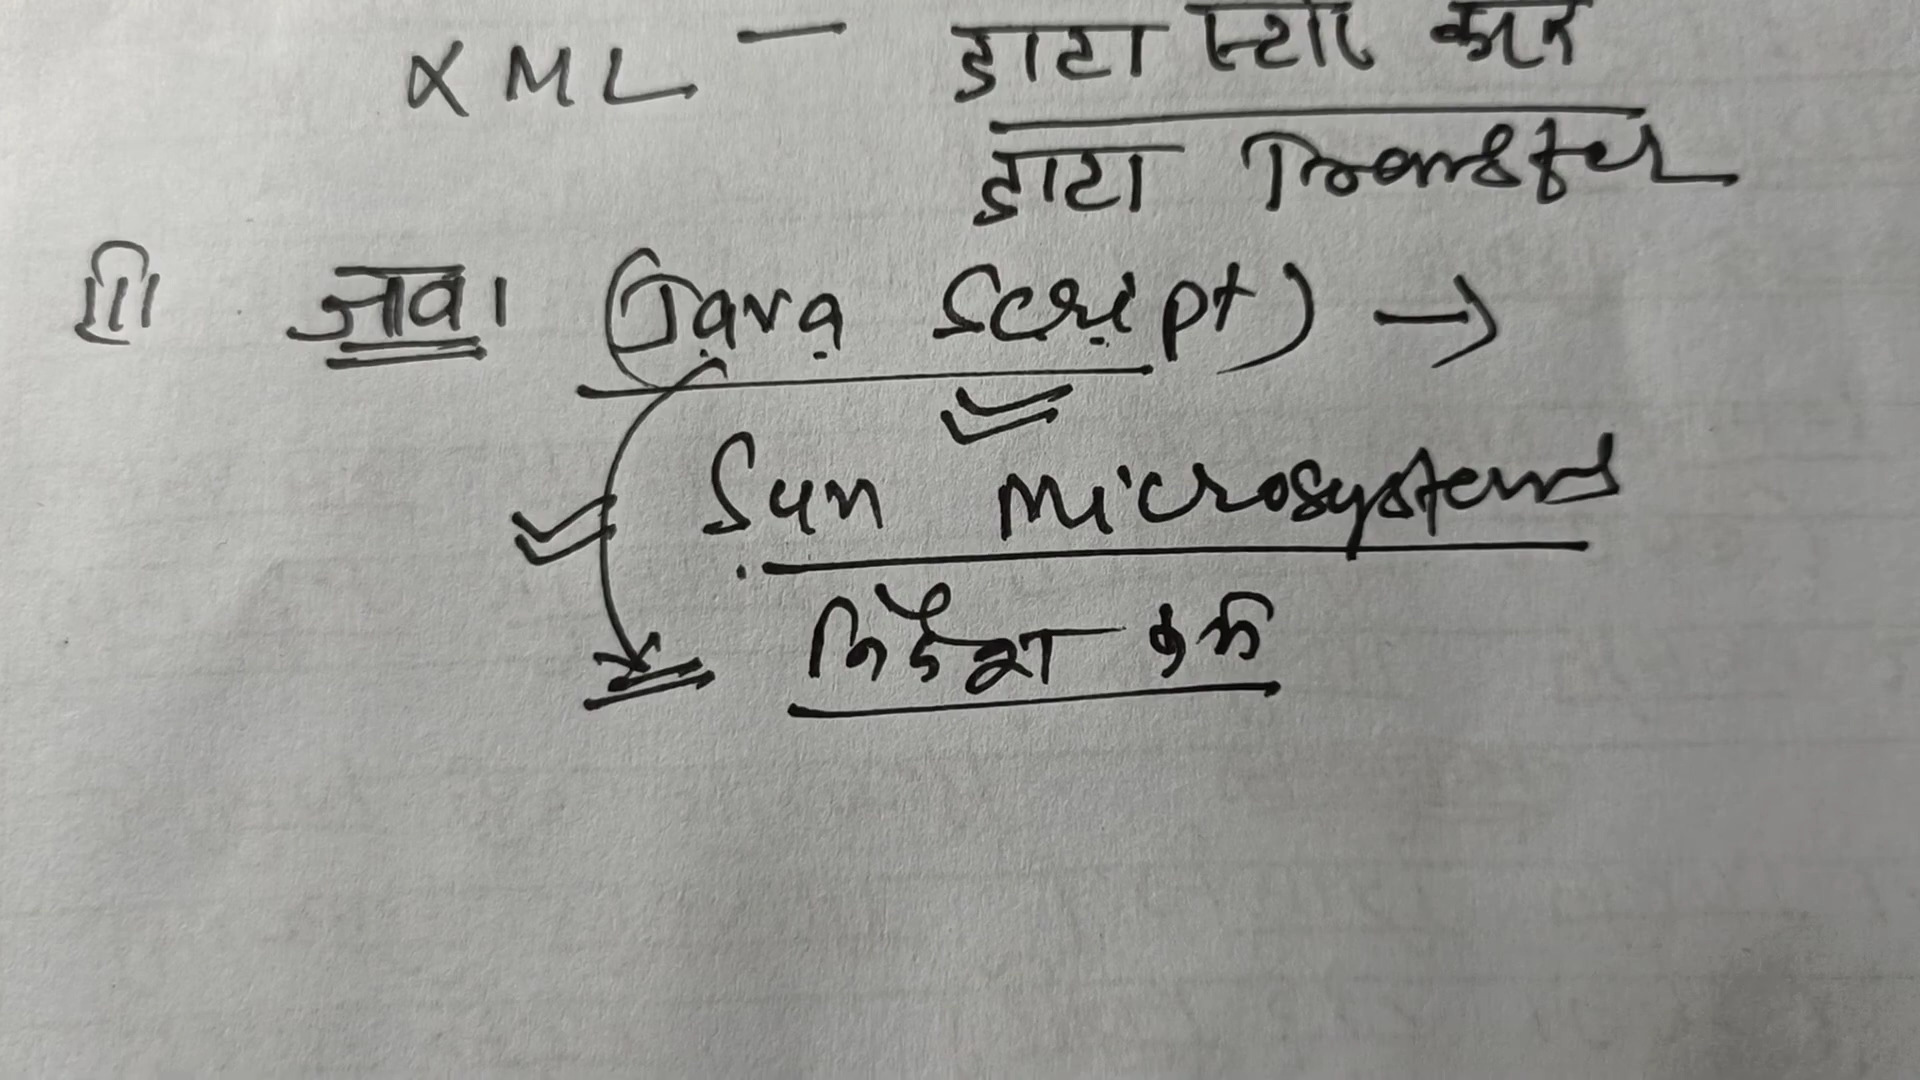 XML — डाटा स्टोर करने
डाटा Transfer
iii जावा (Java Script) →
Sun Microsystems